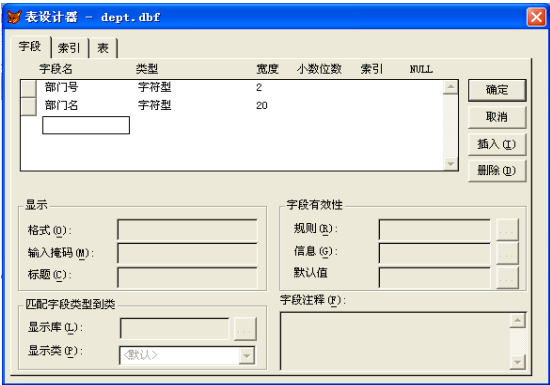 表设计器 - dept.dbf
字段 索引 表
字段名 类型 宽度 小数位数 索引 NULL
部门号 字符型 2
部门名 字符型 20
确定
取消
插入(I)
删除(D)
显示
格式(O):
输入掩码(M):
标题(C):
字段有效性
规则(R):
信息(G):
默认值
匹配字段类型到类
显示库(L):
显示类(P): <默认>
字段注释(F):